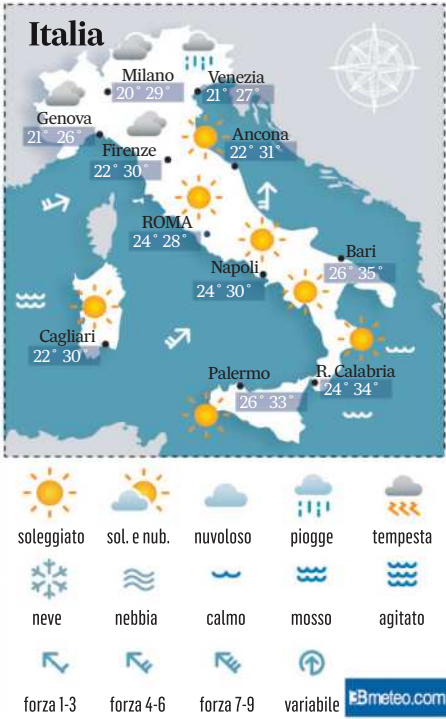 Italia
Milano
20° 29°
Venezia
21° 27°
Genova
21° 26°
Firenze
22° 30°
Ancona
22° 31°
ROMA
24° 28°
Napoli
24° 30°
Bari
26° 35°
Cagliari
22° 30°
Palermo
26° 33°
R. Calabria
24° 34°
soleggiato sol. e nub. nuvoloso piogge tempesta
neve nebbia calmo mosso agitato
forza 1-3 forza 4-6 forza 7-9 variabile
3Bmeteo.com